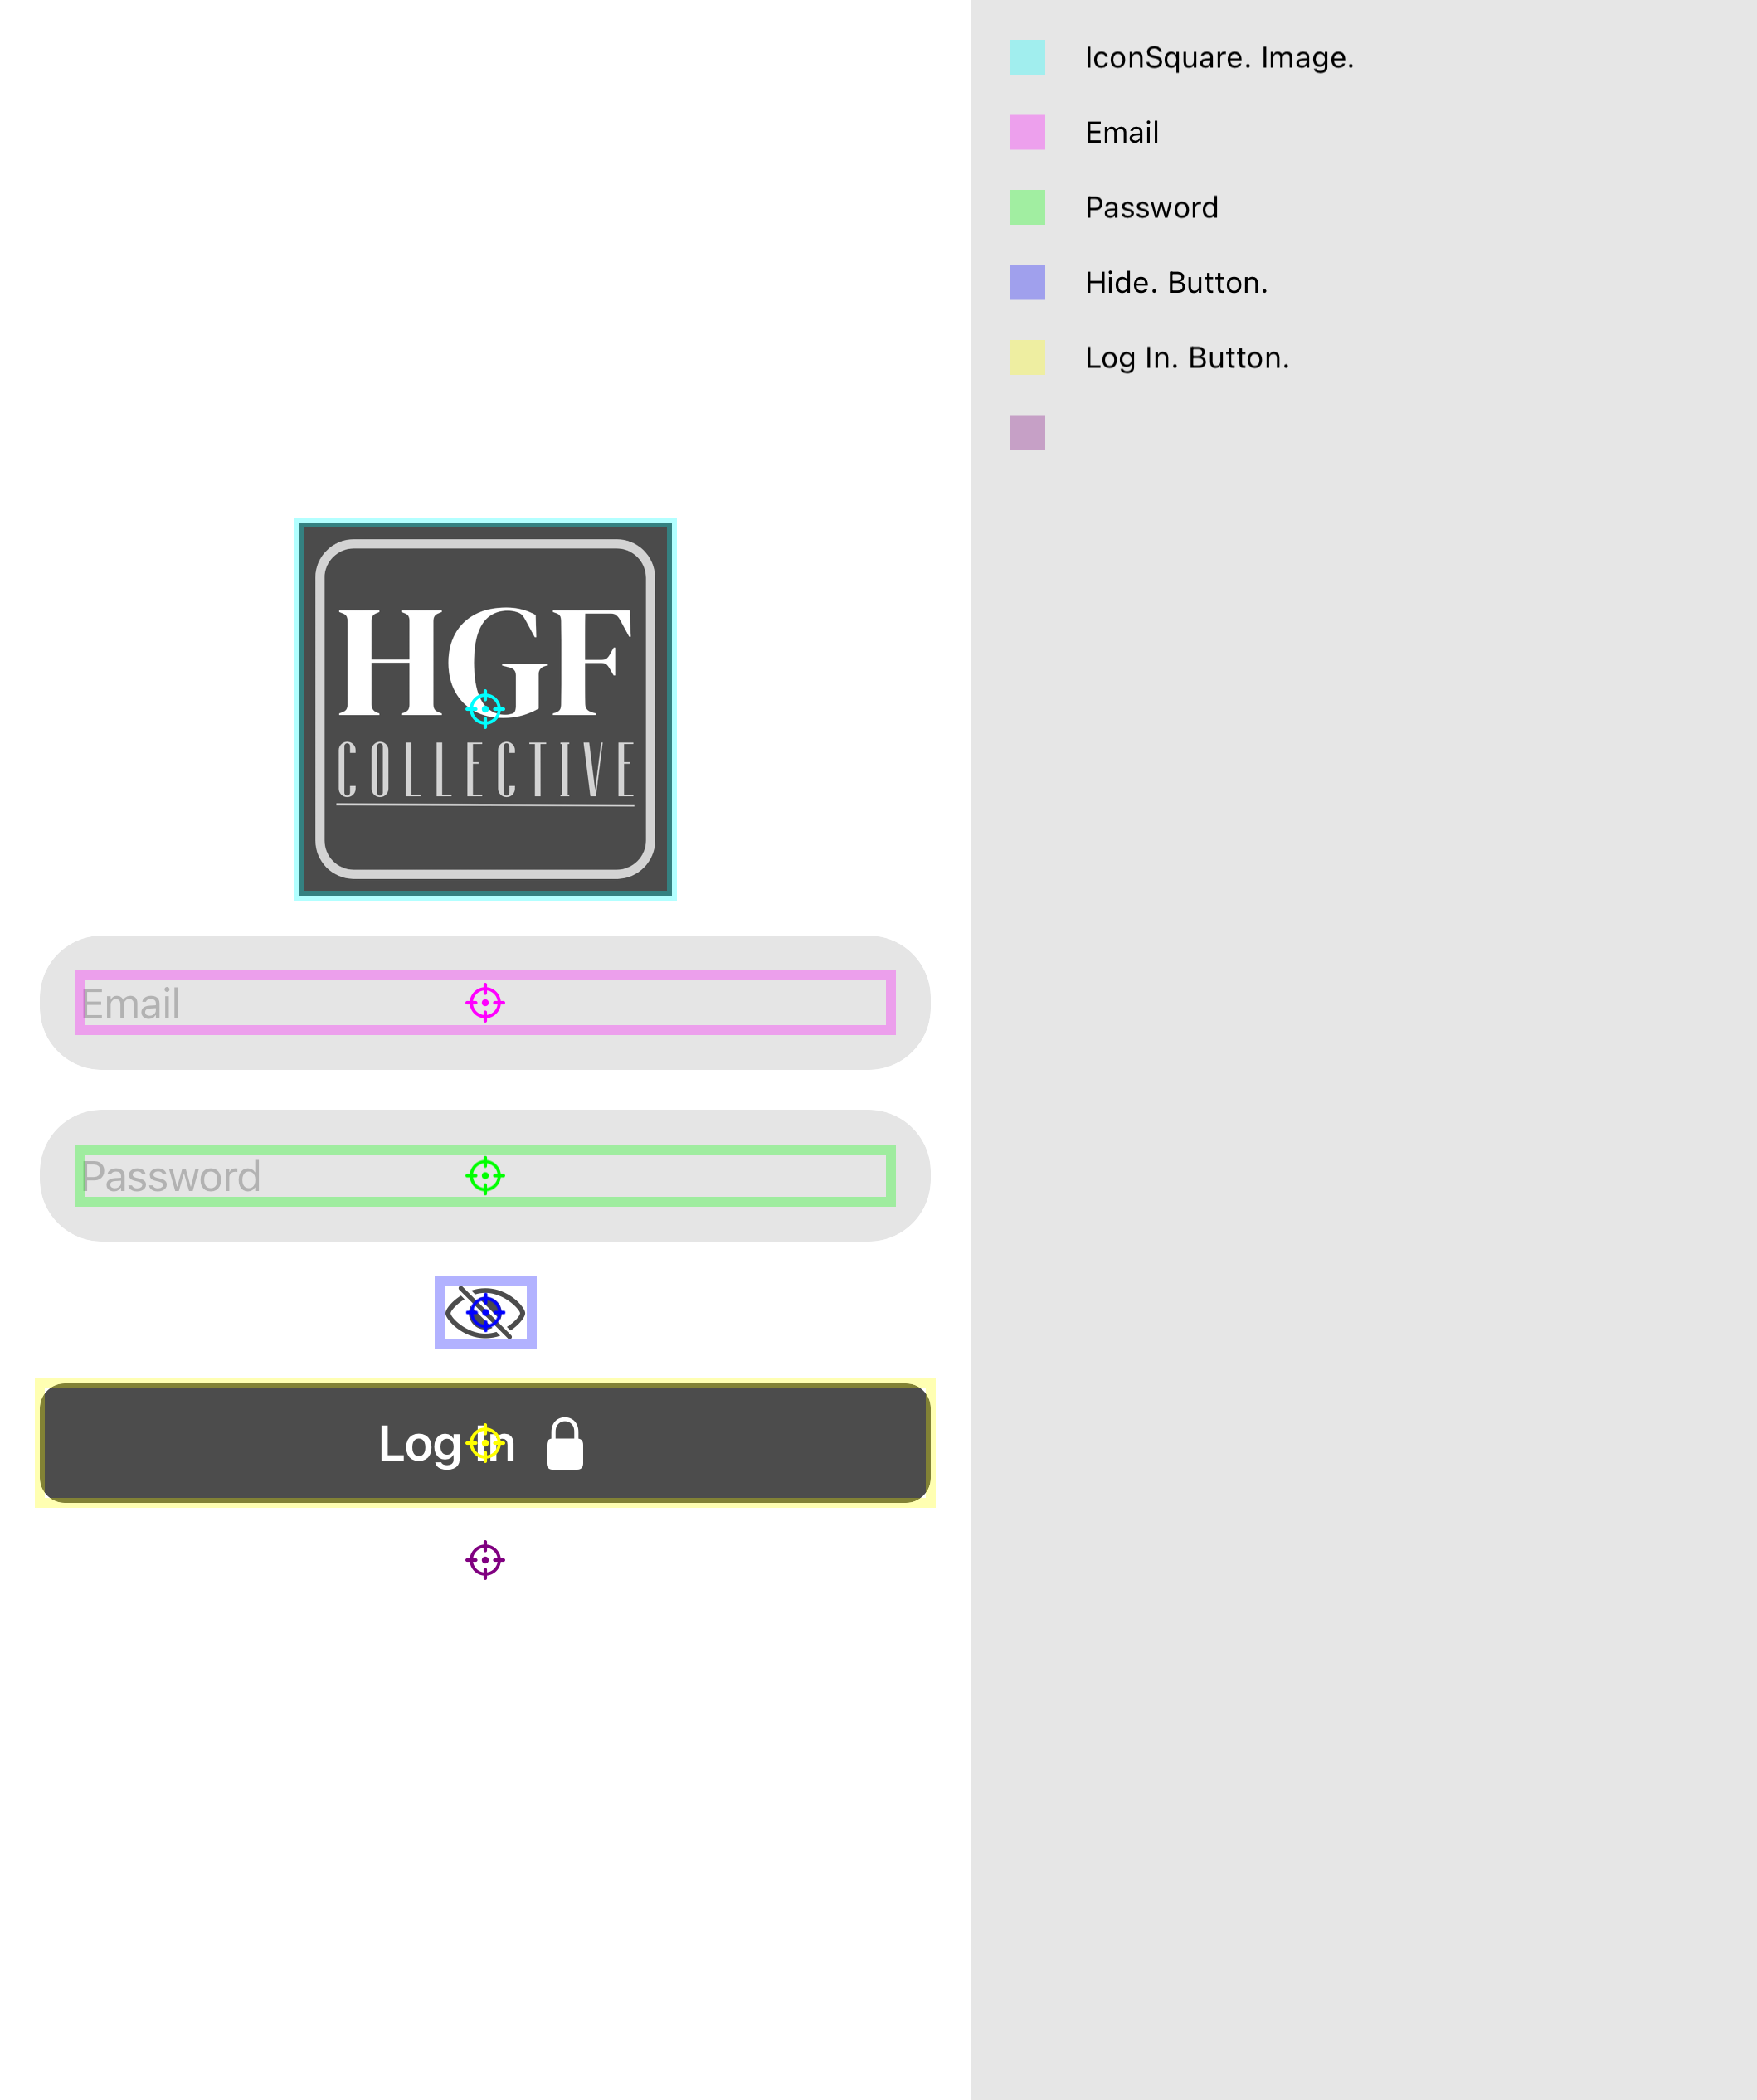 IconSquare. Image.
Email
Password
Hide. Button.
Log In. Button.
HGF
COLLECTIVE
Email
Password
Log In